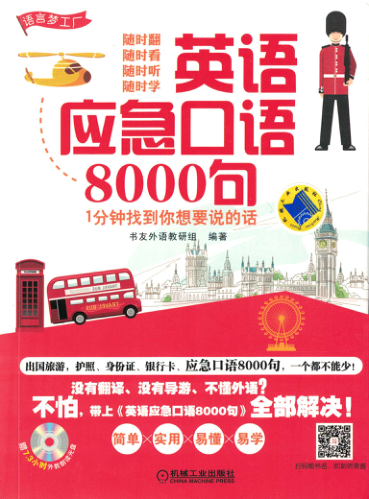 语言梦工厂
随时翻
随时看
随时听
随时学
英语
应急口语
8000句
1分钟找到你想要说的话
书友外语教研组 编著
出国旅游，护照、身份证、银行卡、应急口语8000句，一个都不能少！
没有翻译、没有导游、不懂外语？
不怕，带上《英语应急口语8000句》全部解决！
简单×实用×易懂×易学
机械工业出版社